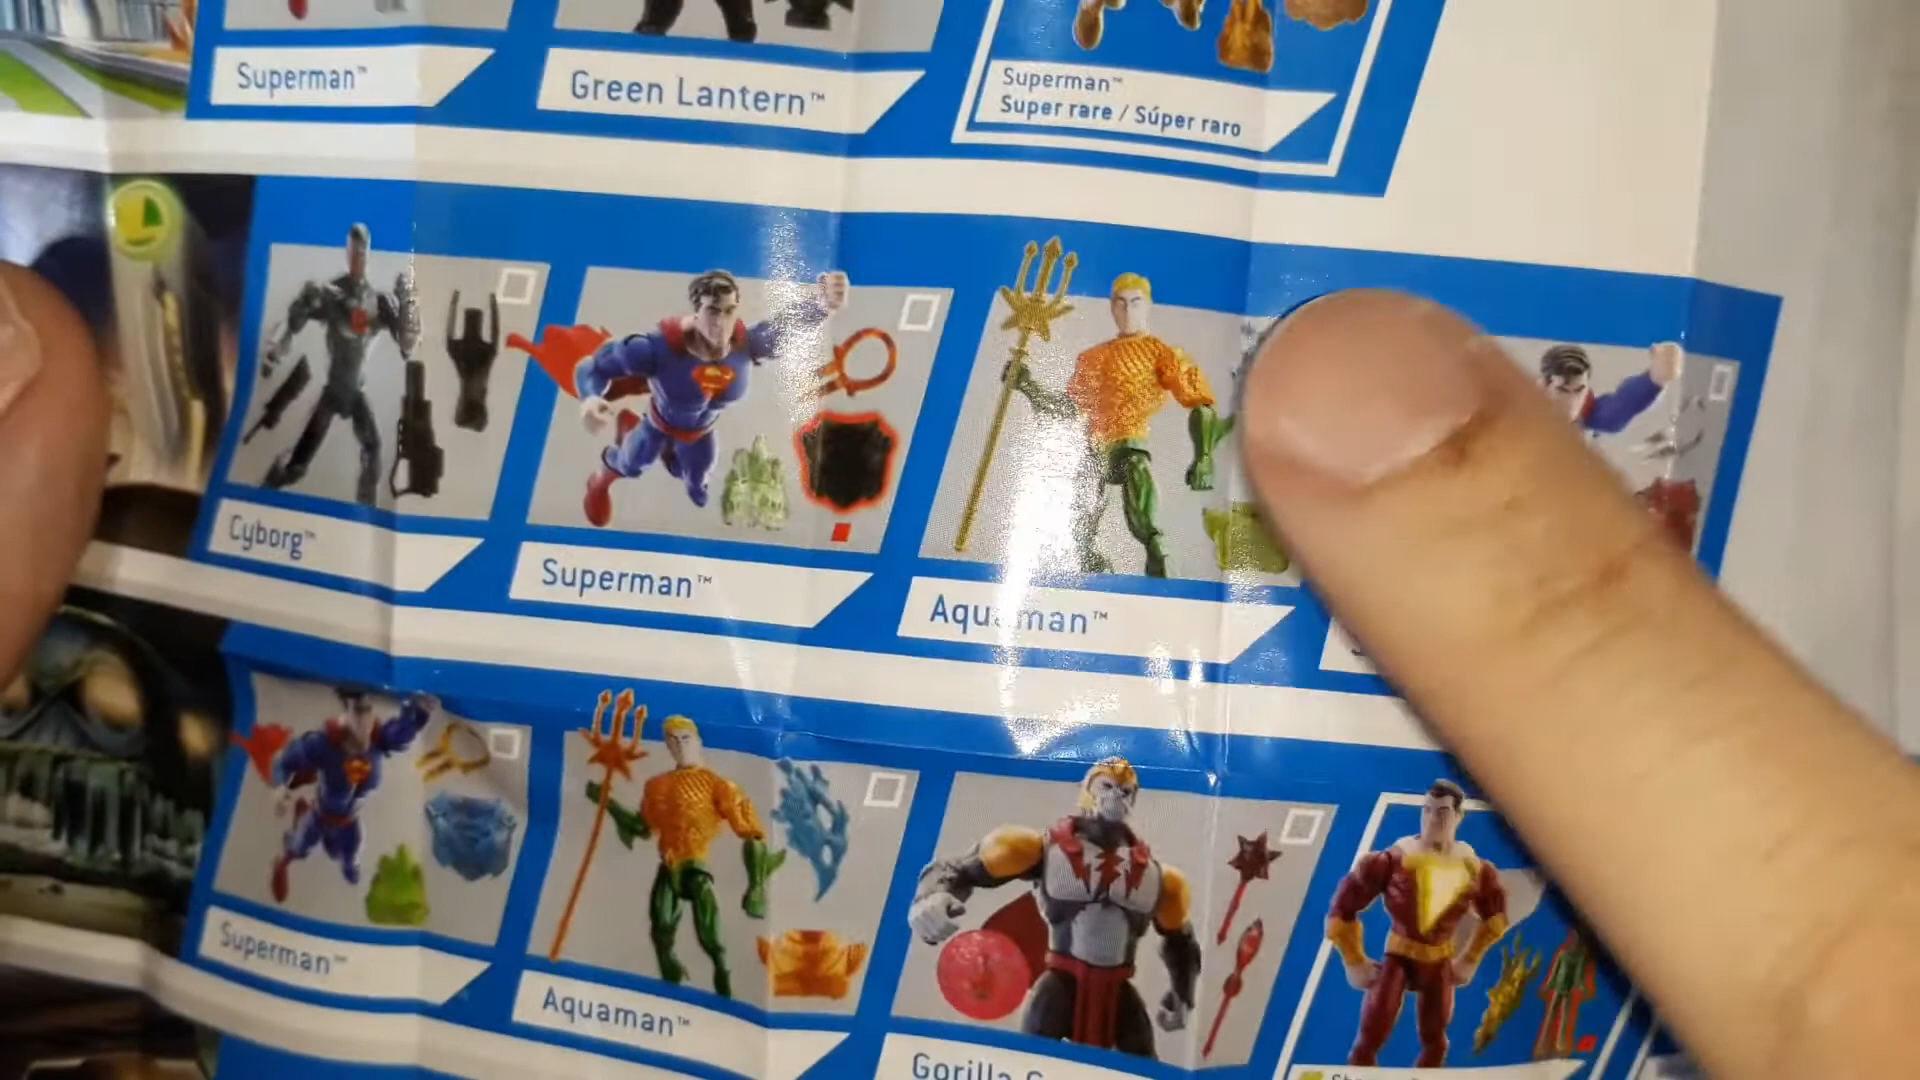 Superman™
Green Lantern™
Superman™
Super rare / Súper raro
Cyborg™
Superman™
Aquaman™
Superman™
Aquaman™
Gorilla